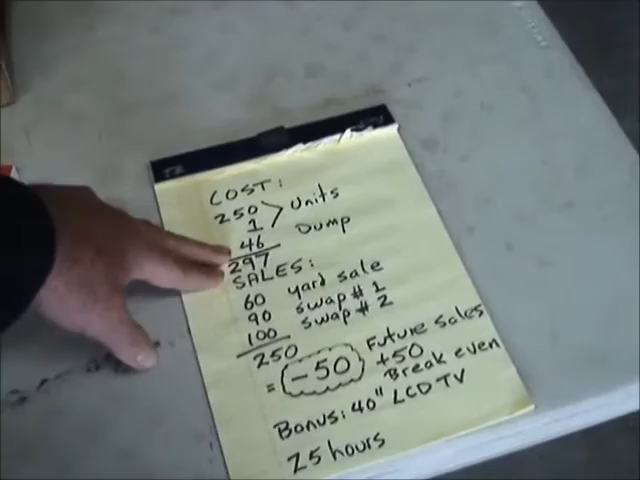 COST:
250 > Units
1
46 Dump
297
SALES:
60 yard sale
90 swap #1
100 swap #2
250
= -50 Future Sales
+50
Break even
Bonus: 40" LCD TV
25 hours